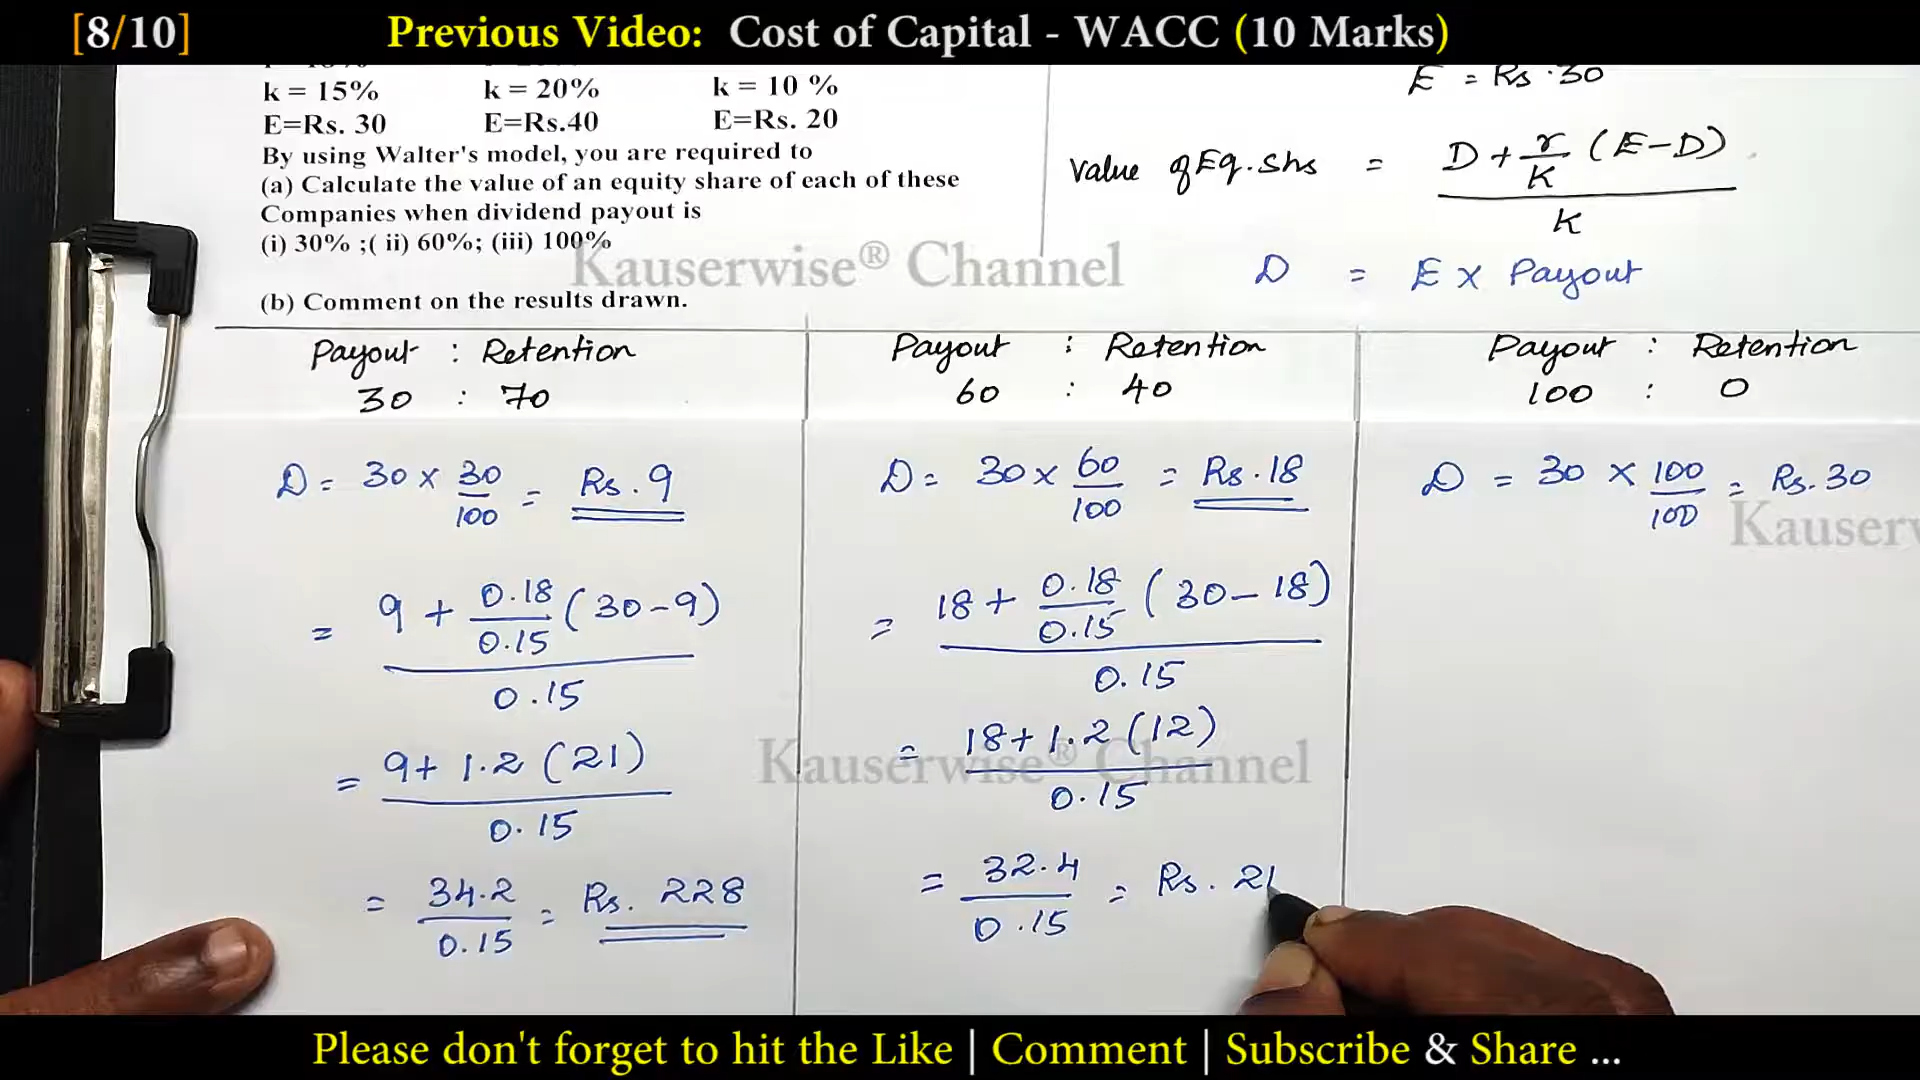 [8/10] Previous Video: Cost of Capital - WACC (10 Marks)
k = 15% k = 20% k = 10 %
E=Rs. 30 E=Rs.40 E=Rs. 20
By using Walter's model, you are required to
(a) Calculate the value of an equity share of each of these
Companies when dividend payout is
(i) 30% ;( ii) 60%; (iii) 100%
(b) Comment on the results drawn.
E = Rs.30
Value of Eq.shs = D + r/K (E-D)
K
D = E x Payout
Kauserwise® Channel
Payout : Retention
30 : 70
D = 30 x 30/100 = Rs. 9
= 9 + 0.18/0.15 (30-9)
0.15
= 9+ 1.2 (21)
0.15
= 34.2/0.15 = Rs. 228
Payout : Retention
60 : 40
D = 30 x 60/100 = Rs.18
= 18 + 0.18/0.15 (30-18)
0.15
= 18+ 1.2 (12)
0.15
= 32.4/0.15 = Rs. 21
Kauserwise® Channel
Payout : Retention
100 : 0
D = 30 x 100/100 = Rs.30
Kauserw
Please don't forget to hit the Like | Comment | Subscribe & Share ...